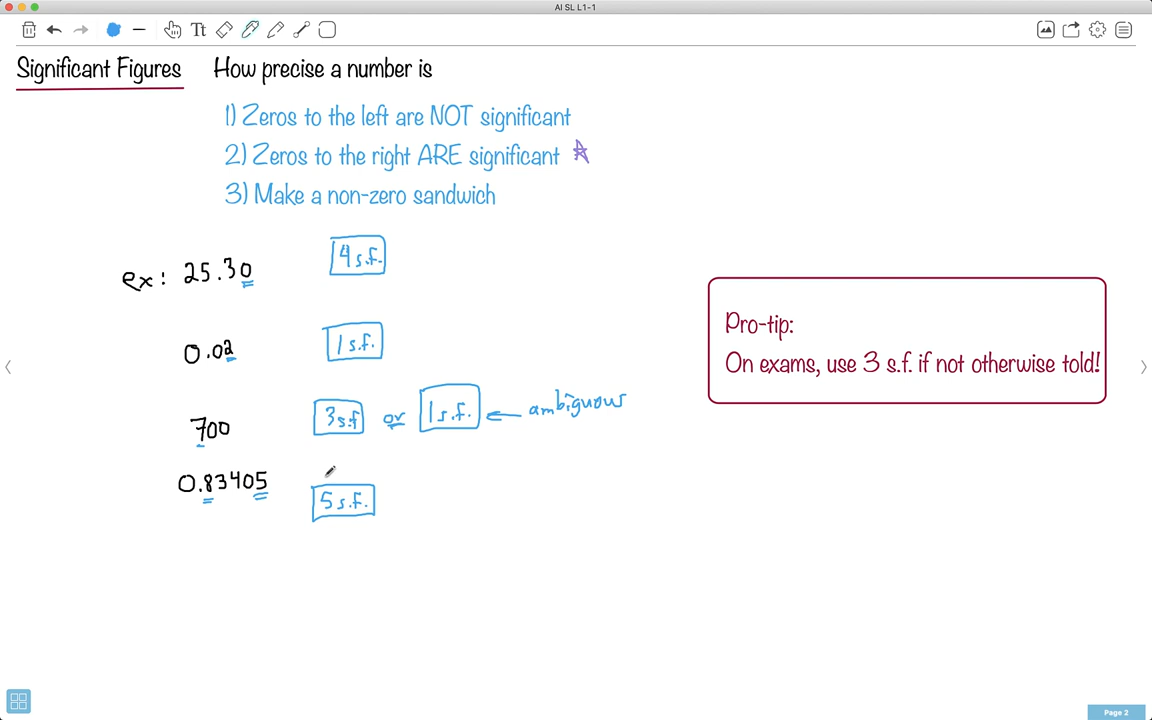 AI SL L1-1
Tt
Significant Figures How precise a number is
1) Zeros to the left are NOT significant
2) Zeros to the right ARE significant
3) Make a non-zero sandwich
ex: 25.30 4 s.f.
0.02 1 s.f.
700 3 s.f or 1 s.f. ambiguous
0.83405 5 s.f.
Pro-tip:
On exams, use 3 s.f. if not otherwise told!
Page 2